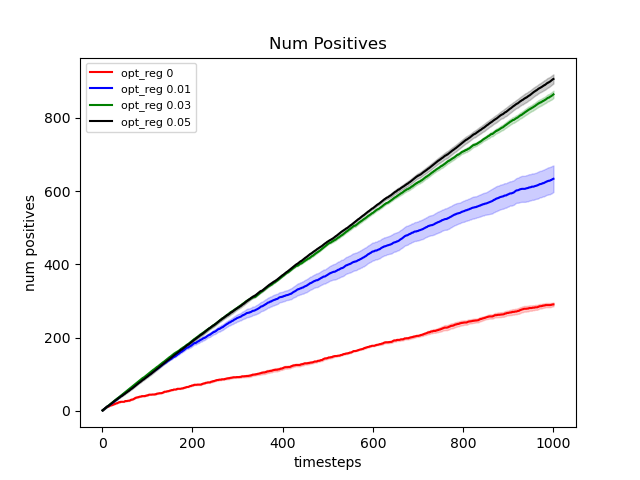 Num Positives
opt_reg 0
opt_reg 0.01
opt_reg 0.03
opt_reg 0.05
num positives
800
600
400
200
0
0 200 400 600 800 1000
timesteps